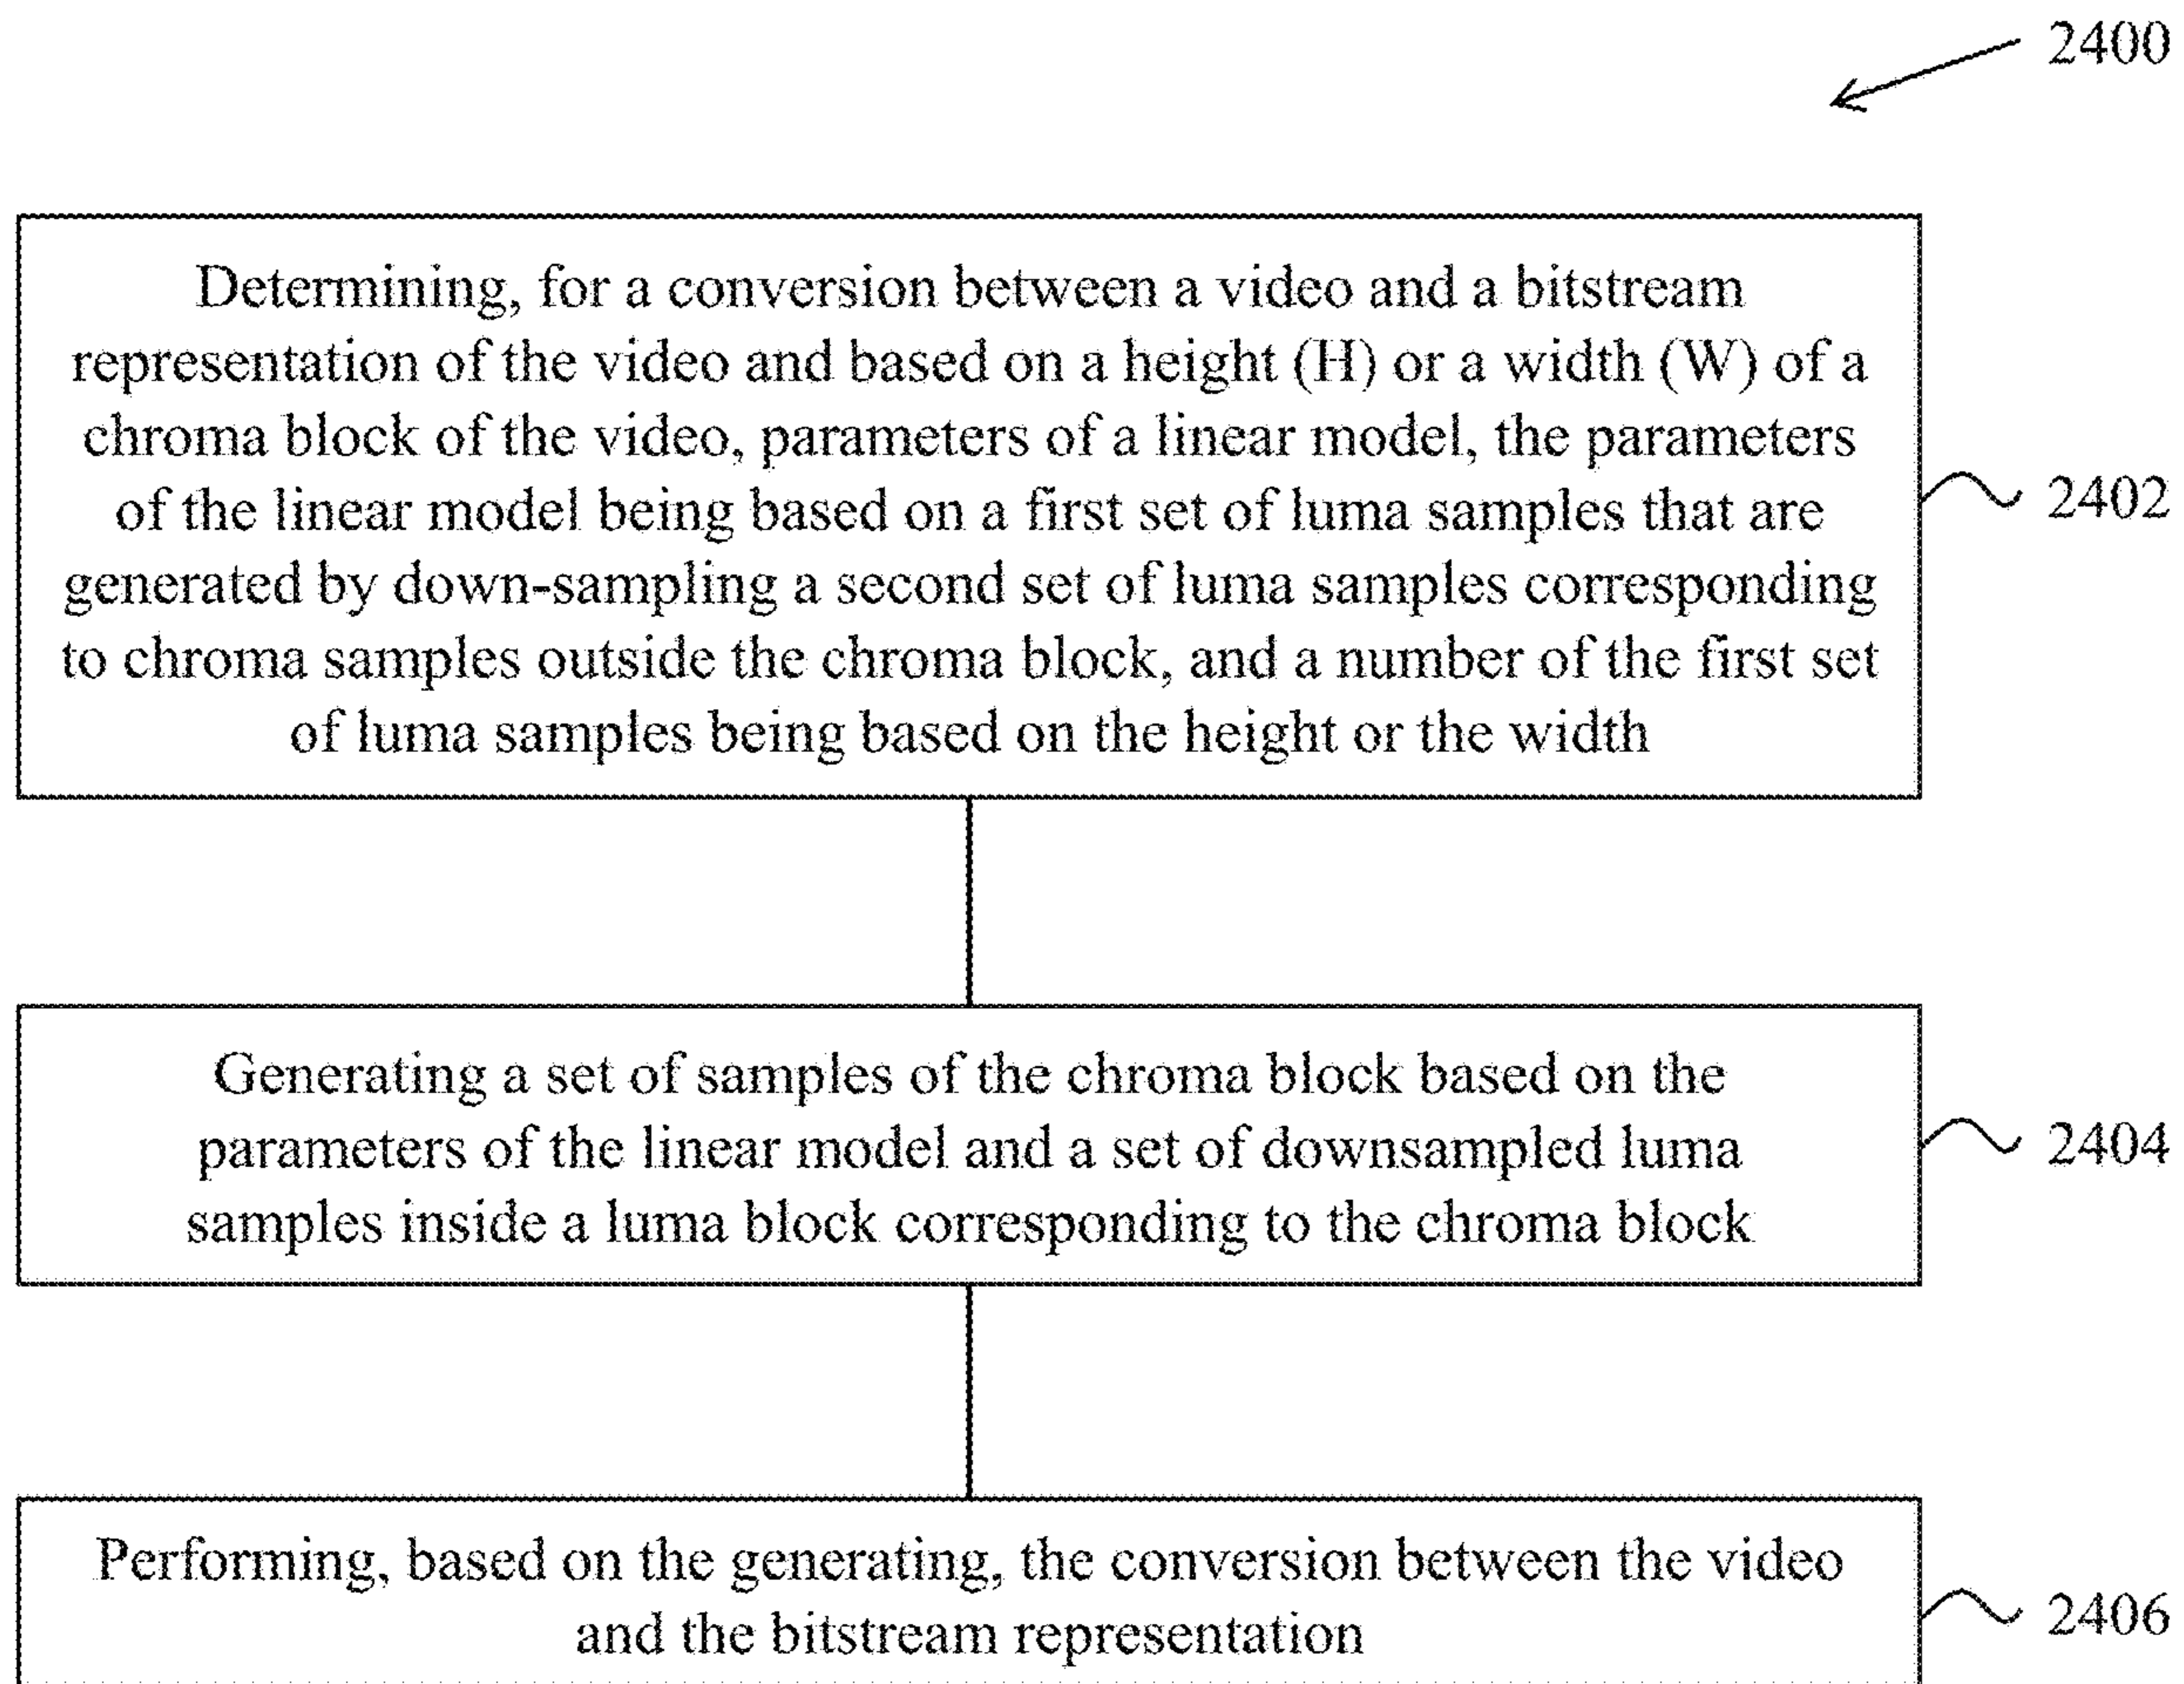 2400
Determining, for a conversion between a video and a bitstream
representation of the video and based on a height (H) or a width (W) of a
chroma block of the video, parameters of a linear model, the parameters
of the linear model being based on a first set of luma samples that are
generated by down-sampling a second set of luma samples corresponding
to chroma samples outside the chroma block, and a number of the first set
of luma samples being based on the height or the width
2402
Generating a set of samples of the chroma block based on the
parameters of the linear model and a set of downsampled luma
samples inside a luma block corresponding to the chroma block
2404
Performing, based on the generating, the conversion between the video
and the bitstream representation
2406